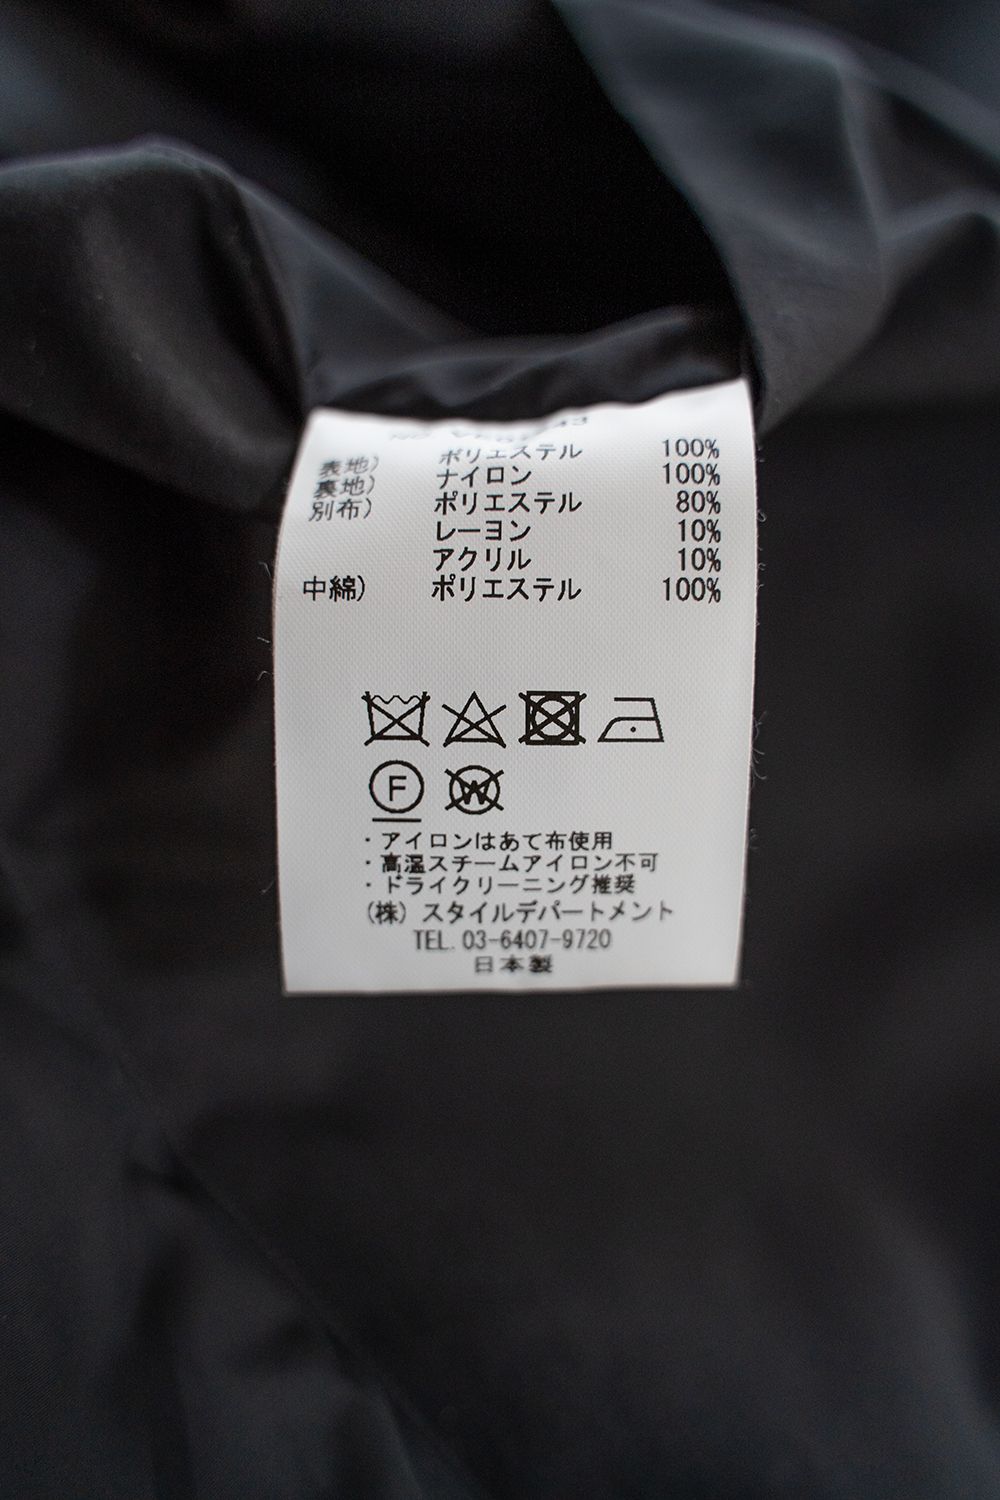 表地) ポリエステル 100%
裏地) ナイロン 100%
別布) ポリエステル 80%
レーヨン 10%
アクリル 10%
中綿) ポリエステル 100%
F W
・アイロンはあて布使用
・高温スチームアイロン不可
・ドライクリーニング推奨
(株) スタイルデパートメント
TEL. 03-6407-9720
日本製